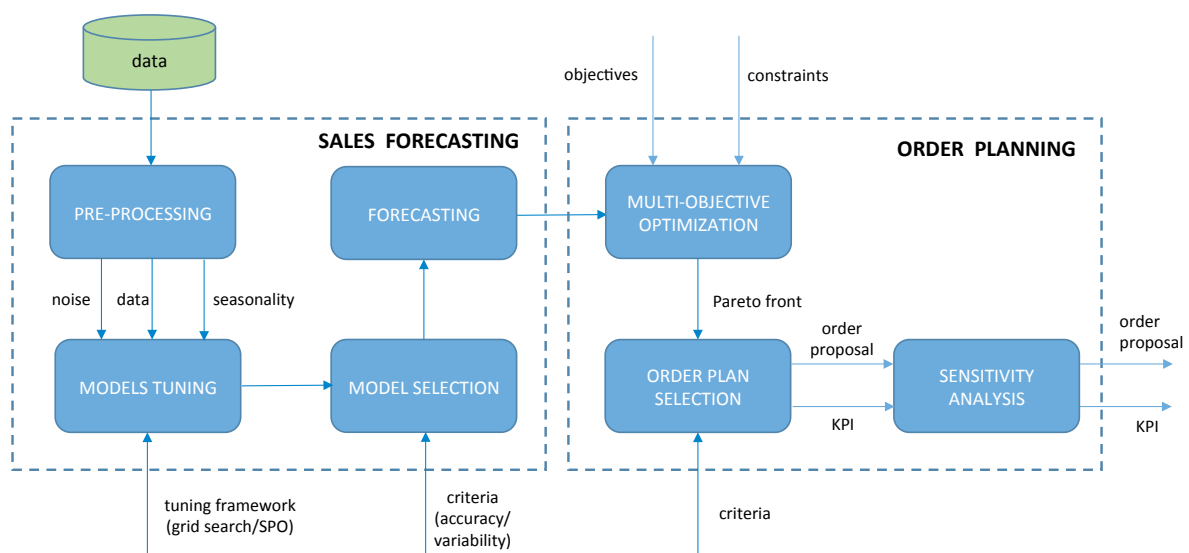 data
objectives
constraints
SALES FORECASTING
ORDER PLANNING
PRE-PROCESSING
FORECASTING
MULTI-OBJECTIVE
OPTIMIZATION
noise
data
seasonality
Pareto front
order
proposal
order
proposal
MODELS TUNING
MODEL SELECTION
ORDER PLAN
SELECTION
SENSITIVITY
ANALYSIS
KPI
KPI
tuning framework
(grid search/SPO)
criteria
(accuracy/
variability)
criteria